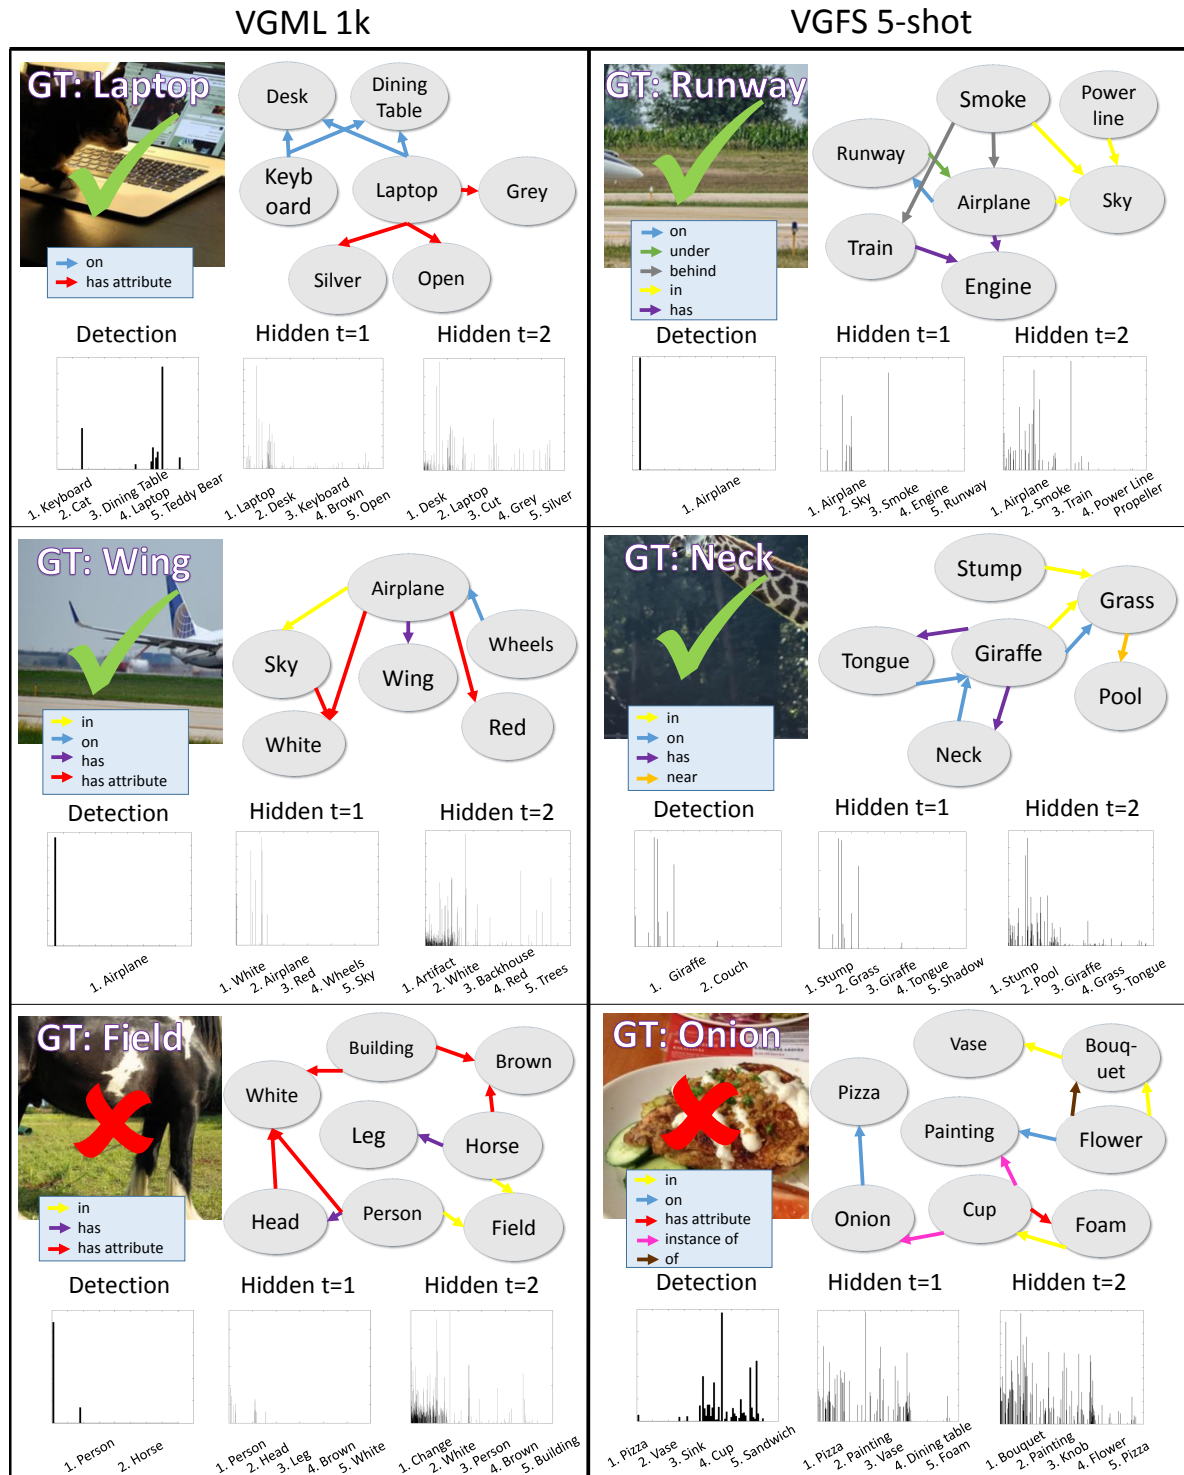 VGML 1k
VGFS 5-shot
GT: Laptop
Desk
Dining
Table
Keyb
oard
Laptop
Grey
Silver
Open
on
has attribute
Detection
Hidden t=1
Hidden t=2
1. Keyboard
2. Cat
3. Dining Table
4. Laptop
5. Teddy Bear
1. Laptop
2. Desk
3. Keyboard
4. Brown
5. Open
1. Desk
2. Laptop
3. Cut
4. Grey
5. Silver
GT: Runway
Smoke
Power
line
Runway
Airplane
Sky
Train
Engine
on
under
behind
in
has
Detection
Hidden t=1
Hidden t=2
1. Airplane
1. Airplane
2. Sky
3. Smoke
4. Engine
5. Runway
1. Airplane
2. Smoke
3. Train
4. Power Line
Propeller
GT: Wing
Airplane
Sky
Wing
Wheels
White
Red
in
on
has
has attribute
Detection
Hidden t=1
Hidden t=2
1. Airplane
1. White
2. Airplane
3. Red
4. Wheels
5. Sky
1. Artifact
2. White
3. Backhouse
4. Red
5. Trees
GT: Neck
Stump
Grass
Tongue
Giraffe
Pool
Neck
in
on
has
near
Detection
Hidden t=1
Hidden t=2
1. Giraffe
2. Couch
1. Stump
2. Grass
3. Giraffe
4. Tongue
5. Shadow
1. Stump
2. Pool
3. Giraffe
4. Grass
5. Tongue
GT: Field
Building
Brown
White
Leg
Horse
Head
Person
Field
in
has
has attribute
Detection
Hidden t=1
Hidden t=2
1. Person
2. Horse
1. Person
2. Head
3. Leg
4. Brown
5. White
1. Change
2. White
3. Person
4. Brown
5. Building
GT: Onion
Vase
Bouq-
uet
Pizza
Painting
Flower
Onion
Cup
Foam
in
on
has attribute
instance of
of
Detection
Hidden t=1
Hidden t=2
1. Pizza
2. Vase
3. Sink
4. Cup
5. Sandwich
1. Pizza
2. Painting
3. Vase
4. Dining table
5. Foam
1. Bouquet
2. Painting
3. Knob
4. Flower
5. Pizza